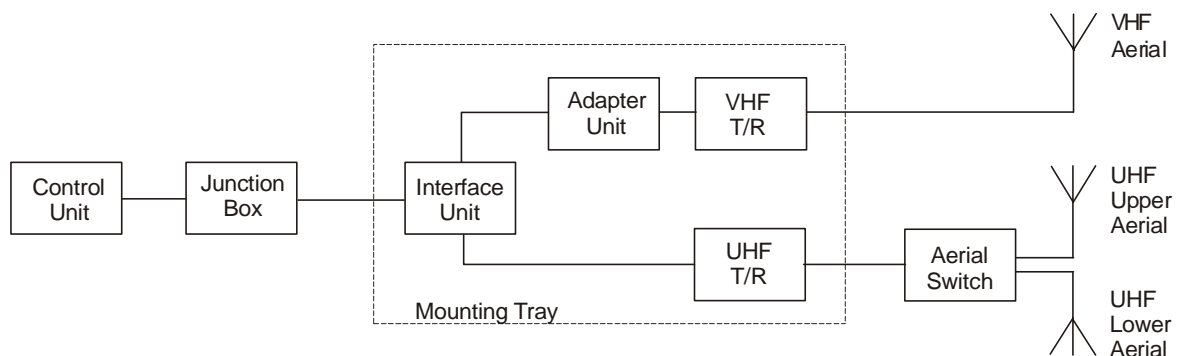 VHF
Aerial
Adapter
Unit
VHF
T/R
Control
Unit
Junction
Box
Interface
Unit
UHF
Upper
Aerial
UHF
T/R
Aerial
Switch
Mounting Tray
UHF
Lower
Aerial